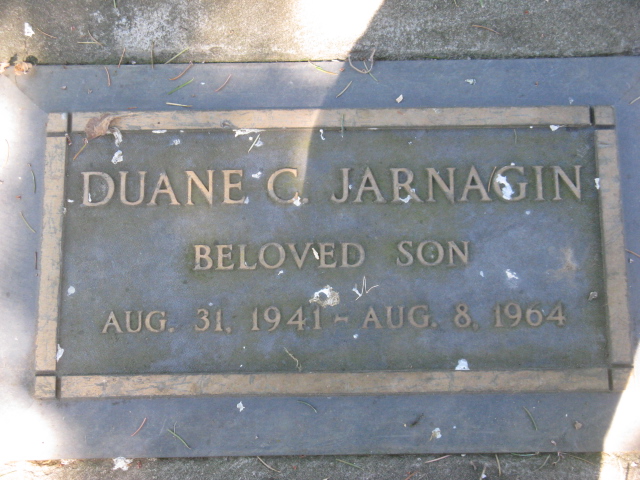 DUANE C. JARNAGIN
BELOVED SON
AUG. 31, 1941 - AUG. 8, 1964